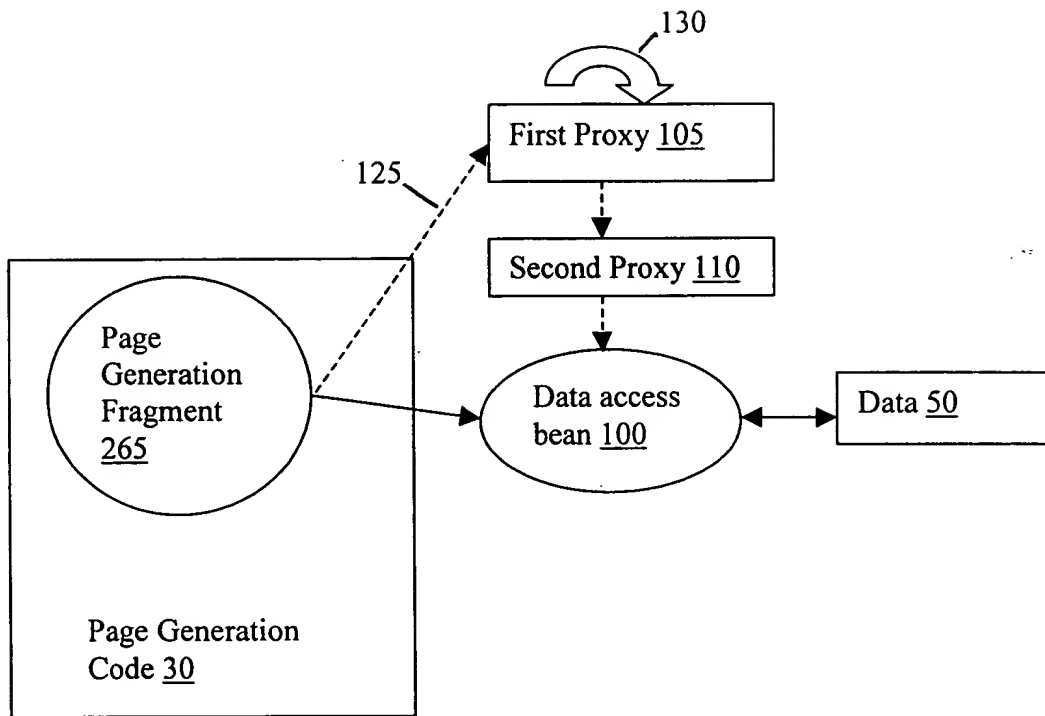 130
First Proxy 105
125
Second Proxy 110
Page
Generation
Fragment
265
Data access
bean 100
Data 50
Page Generation
Code 30